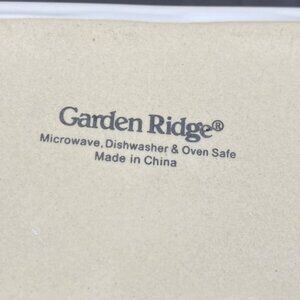 Garden Ridge®
Microwave, Dishwasher & Oven Safe
Made in China